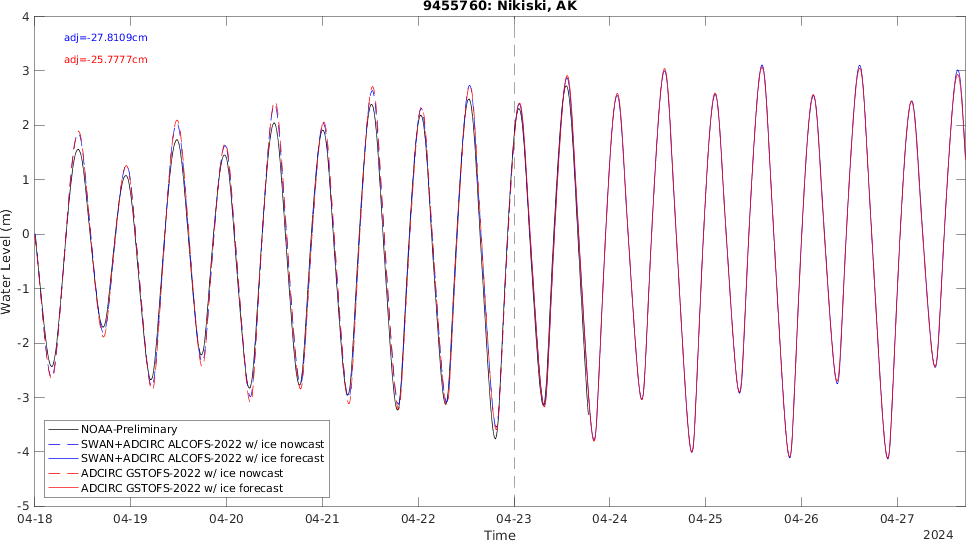 9455760: Nikiski, AK
adj=-27.8109cm
adj=-25.7777cm
Water Level (m)
4
3
2
1
0
-1
-2
-3
-4
-5
NOAA-Preliminary
SWAN+ADCIRC ALCOFS-2022 w/ ice nowcast
SWAN+ADCIRC ALCOFS-2022 w/ ice forecast
ADCIRC GSTOFS-2022 w/ ice nowcast
ADCIRC GSTOFS-2022 w/ ice forecast
04-18 04-19 04-20 04-21 04-22 04-23 04-24 04-25 04-26 04-27
Time
2024